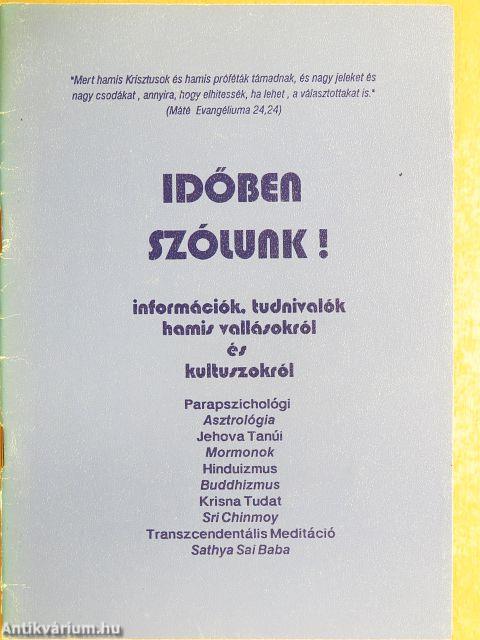 "Mert hamis Krisztusok és hamis próféták támadnak, és nagy jeleket és
nagy csodákat, annyira, hogy elhitessék, ha lehet, a választottakat is."
(Máté Evangéliuma 24,24)
IDŐBEN
SZÓLUNK!
információk, tudnivalók
hamis vallásokról
és
kultuszokról
Parapszichológi
Asztrológia
Jehova Tanúi
Mormonok
Hinduizmus
Buddhizmus
Krisna Tudat
Sri Chinmoy
Transzcendentális Meditáció
Sathya Sai Baba
Antikvárium.hu